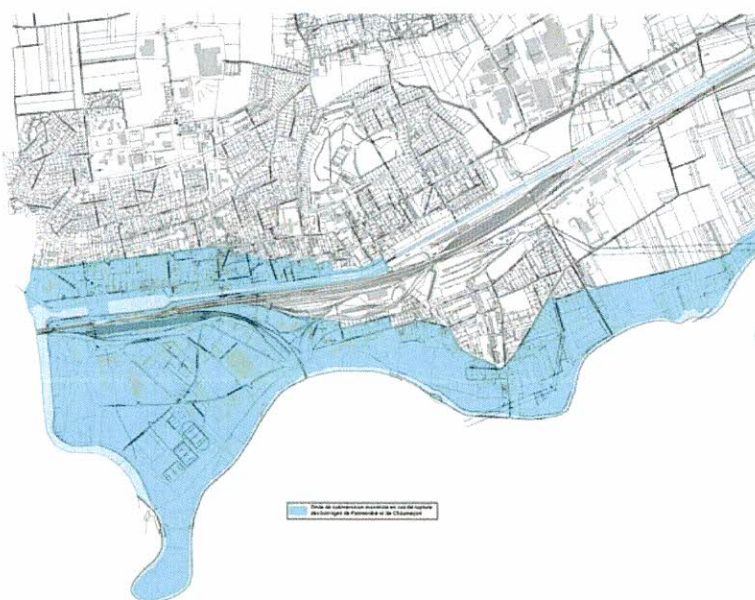 Onde de submersion maximale en cas de rupture
des barrages de Pannecière et de Chaumeçon